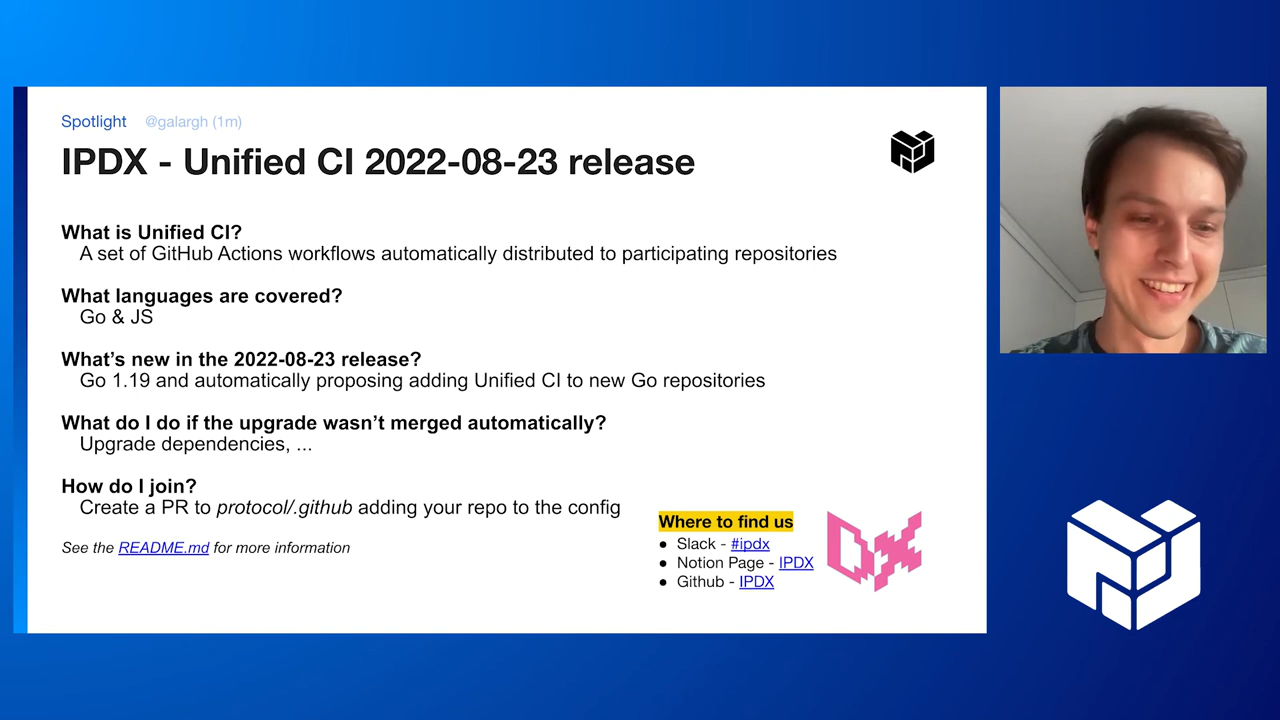 Spotlight @galargh (1m)
IPDX - Unified CI 2022-08-23 release
What is Unified CI?
A set of GitHub Actions workflows automatically distributed to participating repositories
What languages are covered?
Go & JS
What’s new in the 2022-08-23 release?
Go 1.19 and automatically proposing adding Unified CI to new Go repositories
What do I do if the upgrade wasn’t merged automatically?
Upgrade dependencies, ...
How do I join?
Create a PR to protocol/.github adding your repo to the config
See the README.md for more information
Where to find us
● Slack - #ipdx
● Notion Page - IPDX
● Github - IPDX
DX